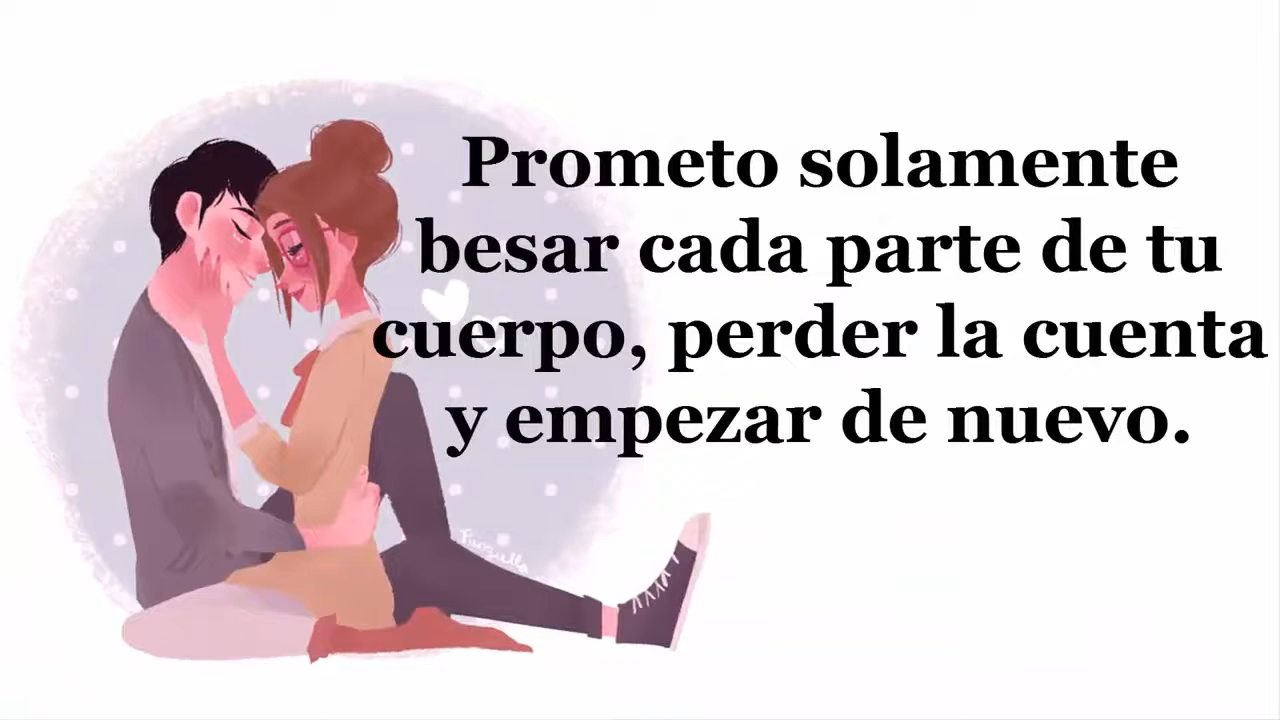 Prometo solamente
besar cada parte de tu
cuerpo, perder la cuenta
y empezar de nuevo.